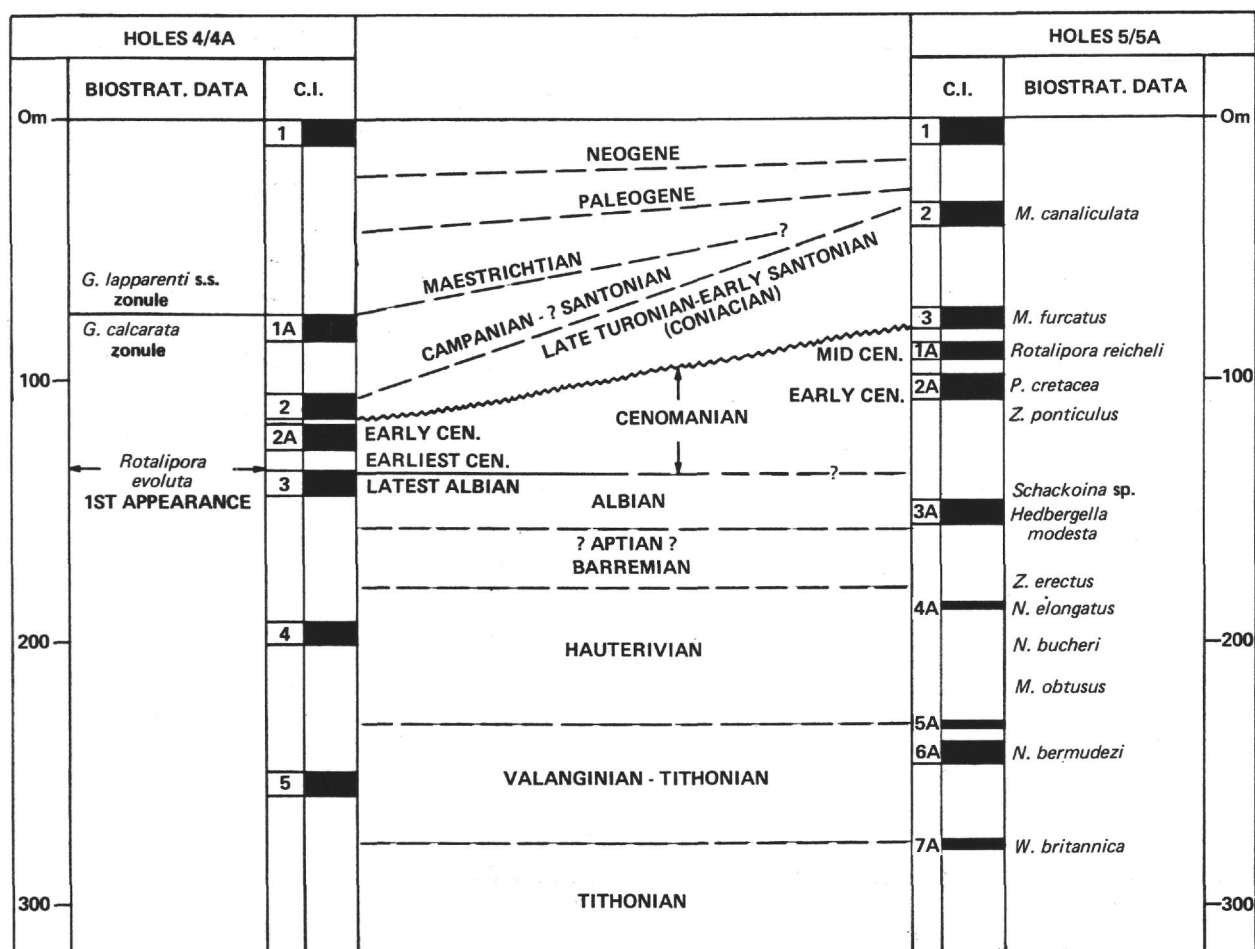 HOLES 4/4A
HOLES 5/5A
BIOSTRAT. DATA
C.I.
C.I.
BIOSTRAT. DATA
0m
0m
1
1
NEOGENE
PALEOGENE
2
M. canaliculata
?
MAESTRICHTIAN
G. lapparenti s.s.
zonule
CAMPANIAN - ? SANTONIAN
LATE TURONIAN-EARLY SANTONIAN
(CONIACIAN)
G. calcarata
zonule
1A
3
M. furcatus
MID CEN.
1A
Rotalipora reicheli
100
100
EARLY CEN.
2A
P. cretacea
2
CENOMANIAN
Z. ponticulus
2A
EARLY CEN.
EARLIEST CEN.
Rotalipora
evoluta
1ST APPEARANCE
3
LATEST ALBIAN
?
ALBIAN
Schackoina sp.
3A
Hedbergella
modesta
? APTIAN ?
BARREMIAN
Z. erectus
4A
N. elongatus
200
4
HAUTERIVIAN
200
N. bucheri
M. obtusus
5A
6A
N. bermudezi
5
VALANGINIAN - TITHONIAN
7A
W. britannica
300
TITHONIAN
300